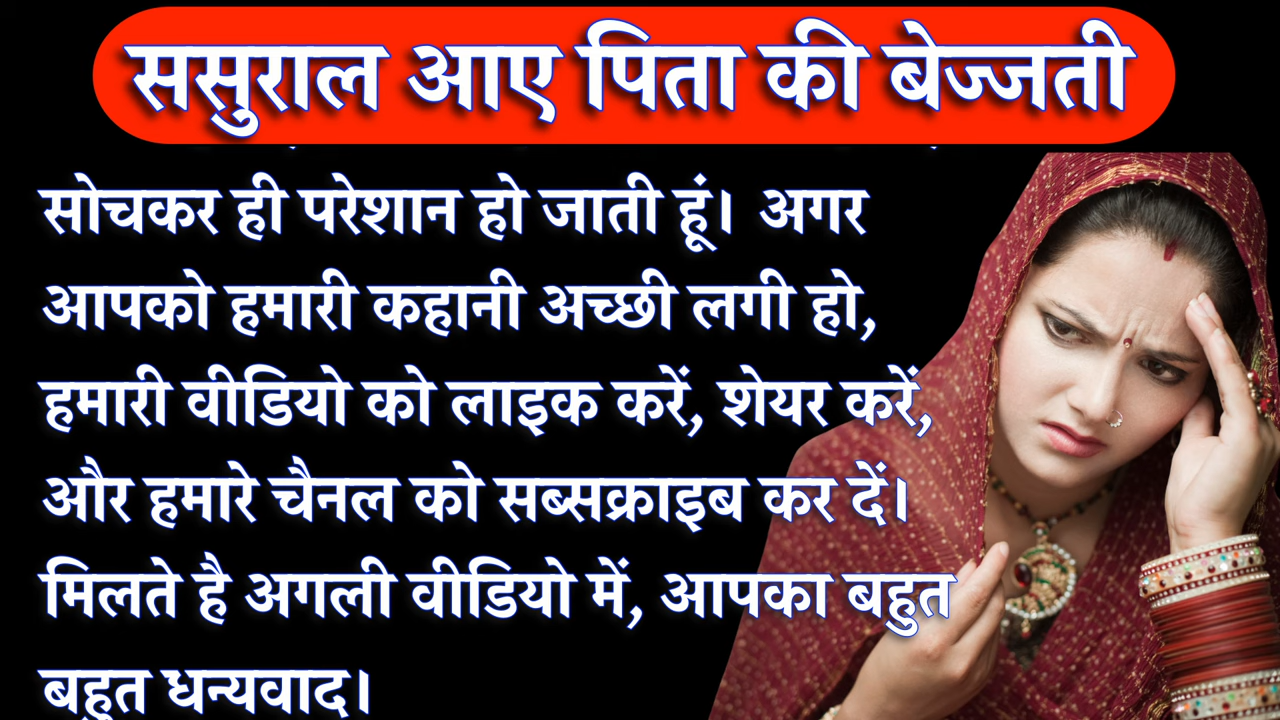 ससुराल आए पिता की बेज्जती
सोचकर ही परेशान हो जाती हूं। अगर
आपको हमारी कहानी अच्छी लगी हो,
हमारी वीडियो को लाइक करें, शेयर करें,
और हमारे चैनल को सब्सक्राइब कर दें।
मिलते है अगली वीडियो में, आपका बहुत
बहुत धन्यवाद।